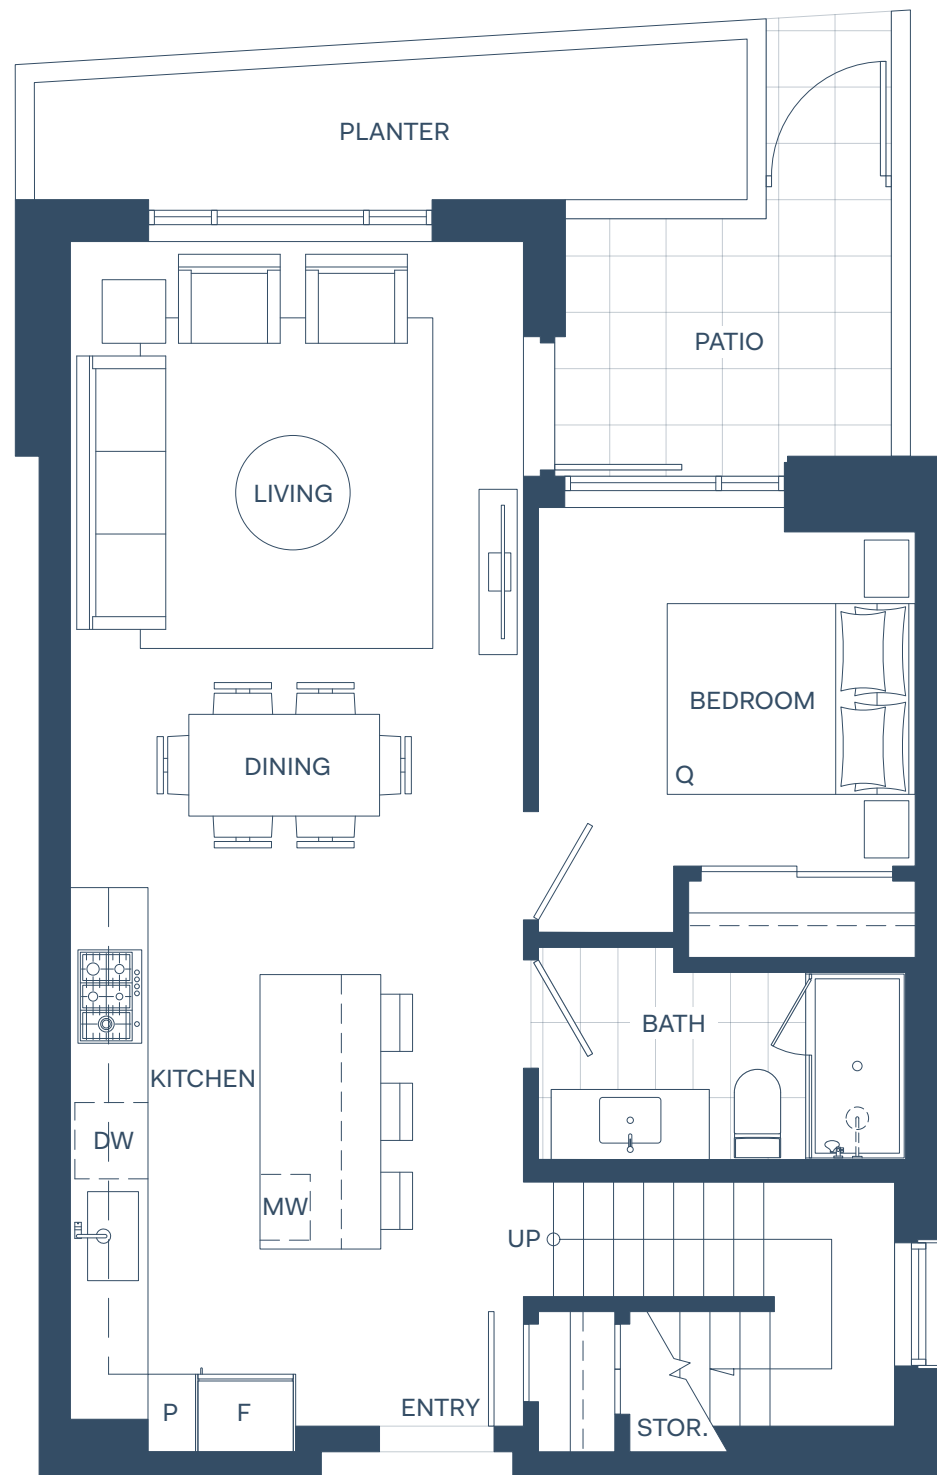 PLANTER
PATIO
LIVING
BEDROOM
Q
DINING
BATH
KITCHEN
DW
MW
UP
P
F
ENTRY
STOR.